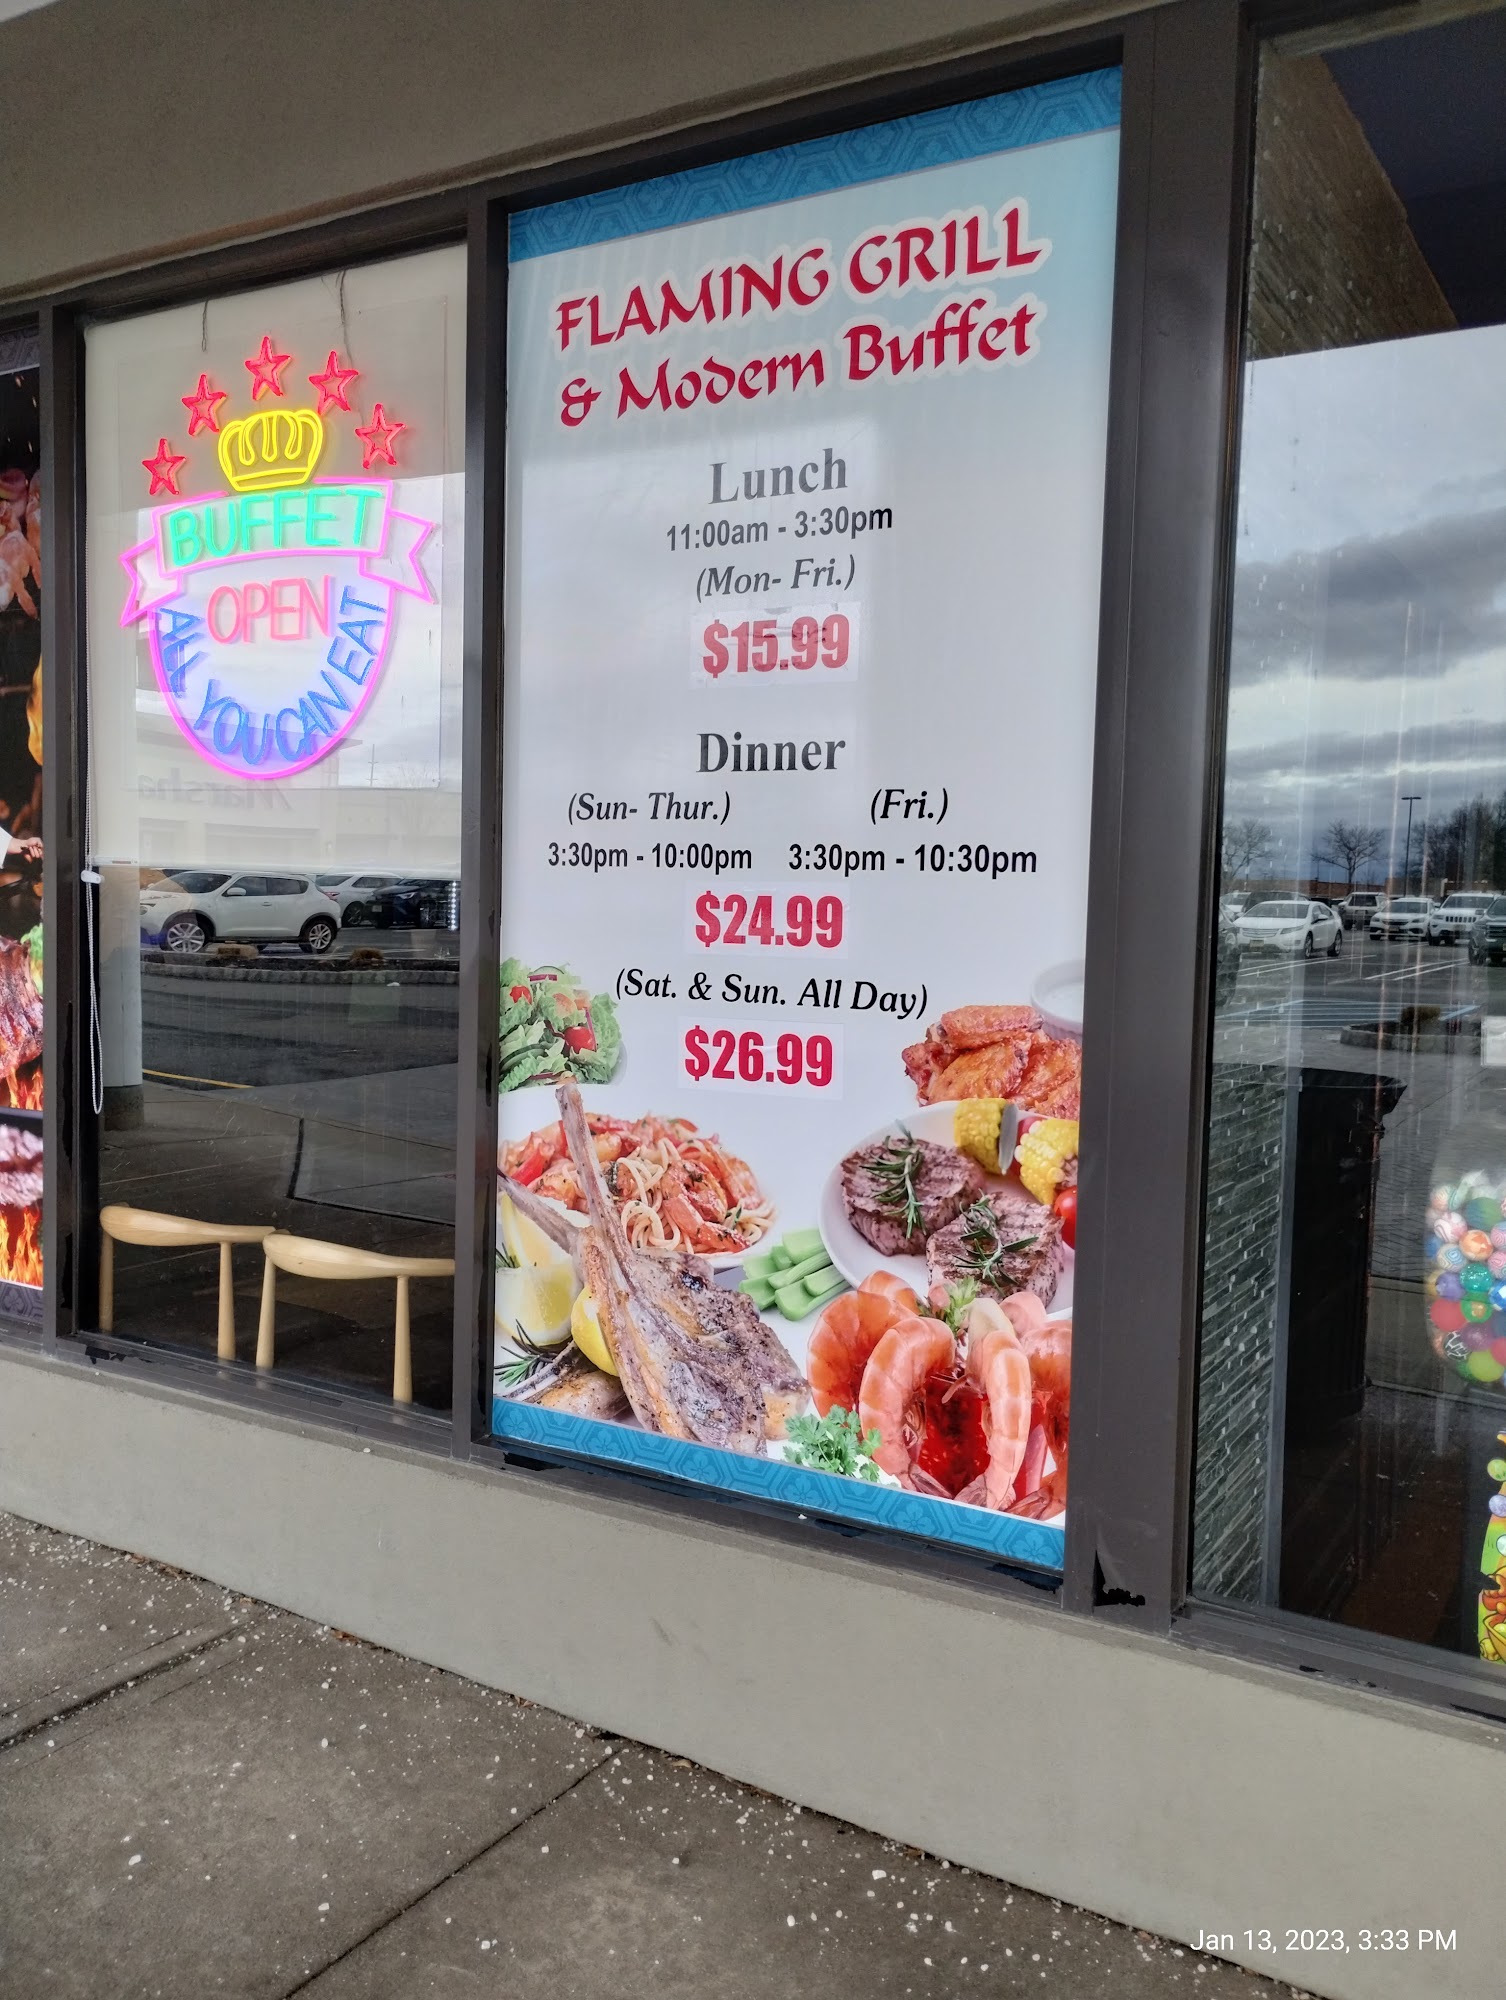 BUFFET
OPEN
ALL YOU CAN EAT
FLAMING GRILL
& Modern Buffet
Lunch
11:00am - 3:30pm
(Mon- Fri.)
$15.99
Dinner
(Sun- Thur.) (Fri.)
3:30pm - 10:00pm 3:30pm - 10:30pm
$24.99
(Sat. & Sun. All Day)
$26.99
Jan 13, 2023, 3:33 PM